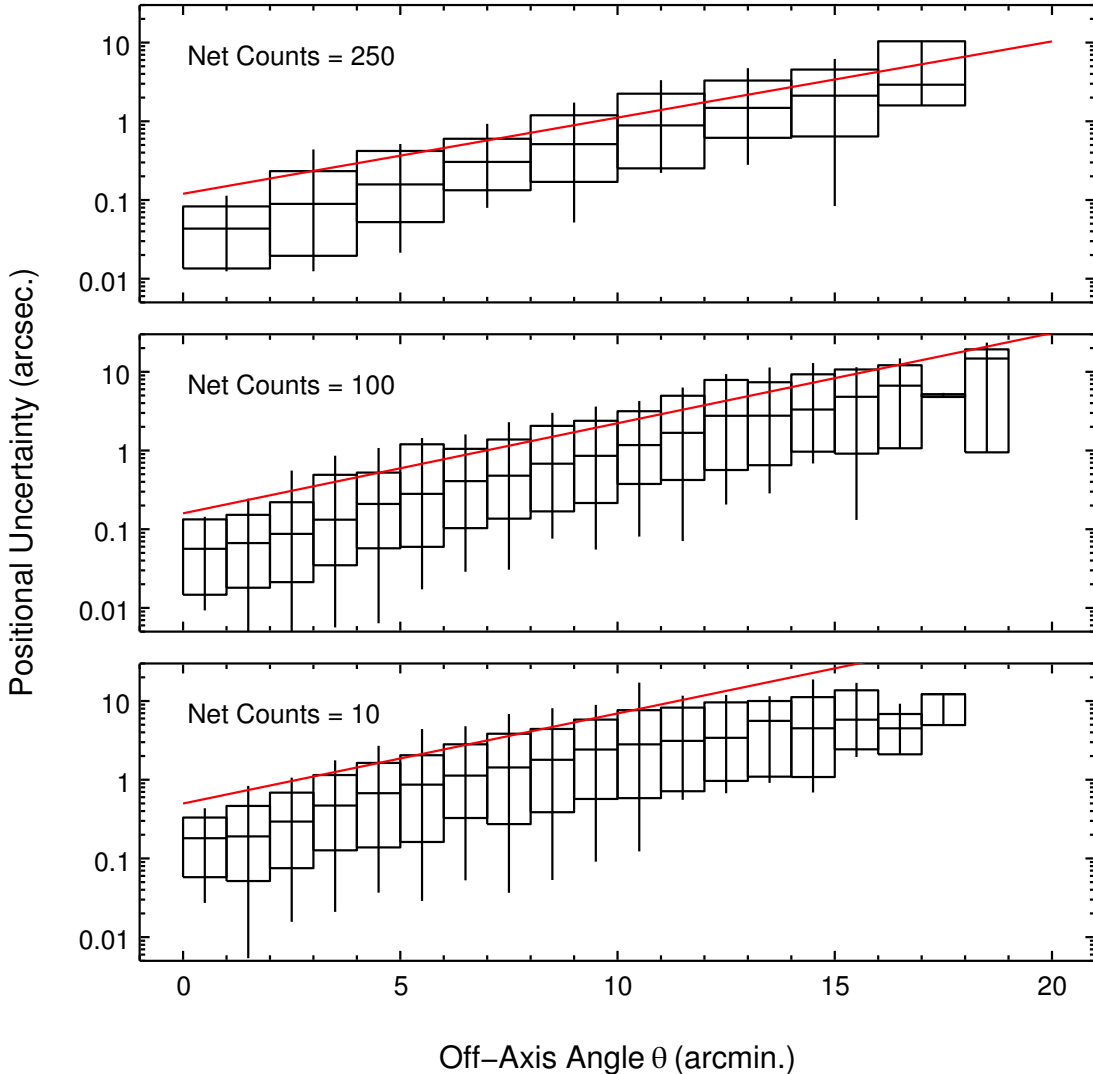 Positional Uncertainty (arcsec.)
Net Counts = 250
10
1
0.1
0.01
Net Counts = 100
10
1
0.1
0.01
Net Counts = 10
10
1
0.1
0.01
0 5 10 15 20
Off-Axis Angle θ (arcmin.)